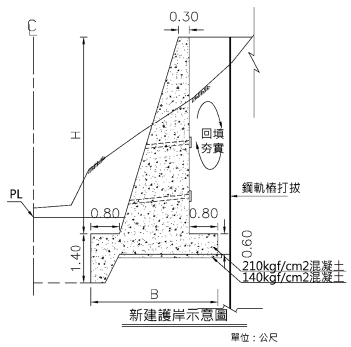 0.30
℄
H
回填
夯實
鋼軌樁打拔
PL
0.80
0.80
1.40
0.60
210kgf/cm2混凝土
140kgf/cm2混凝土
B
新建護岸示意圖
單位：公尺